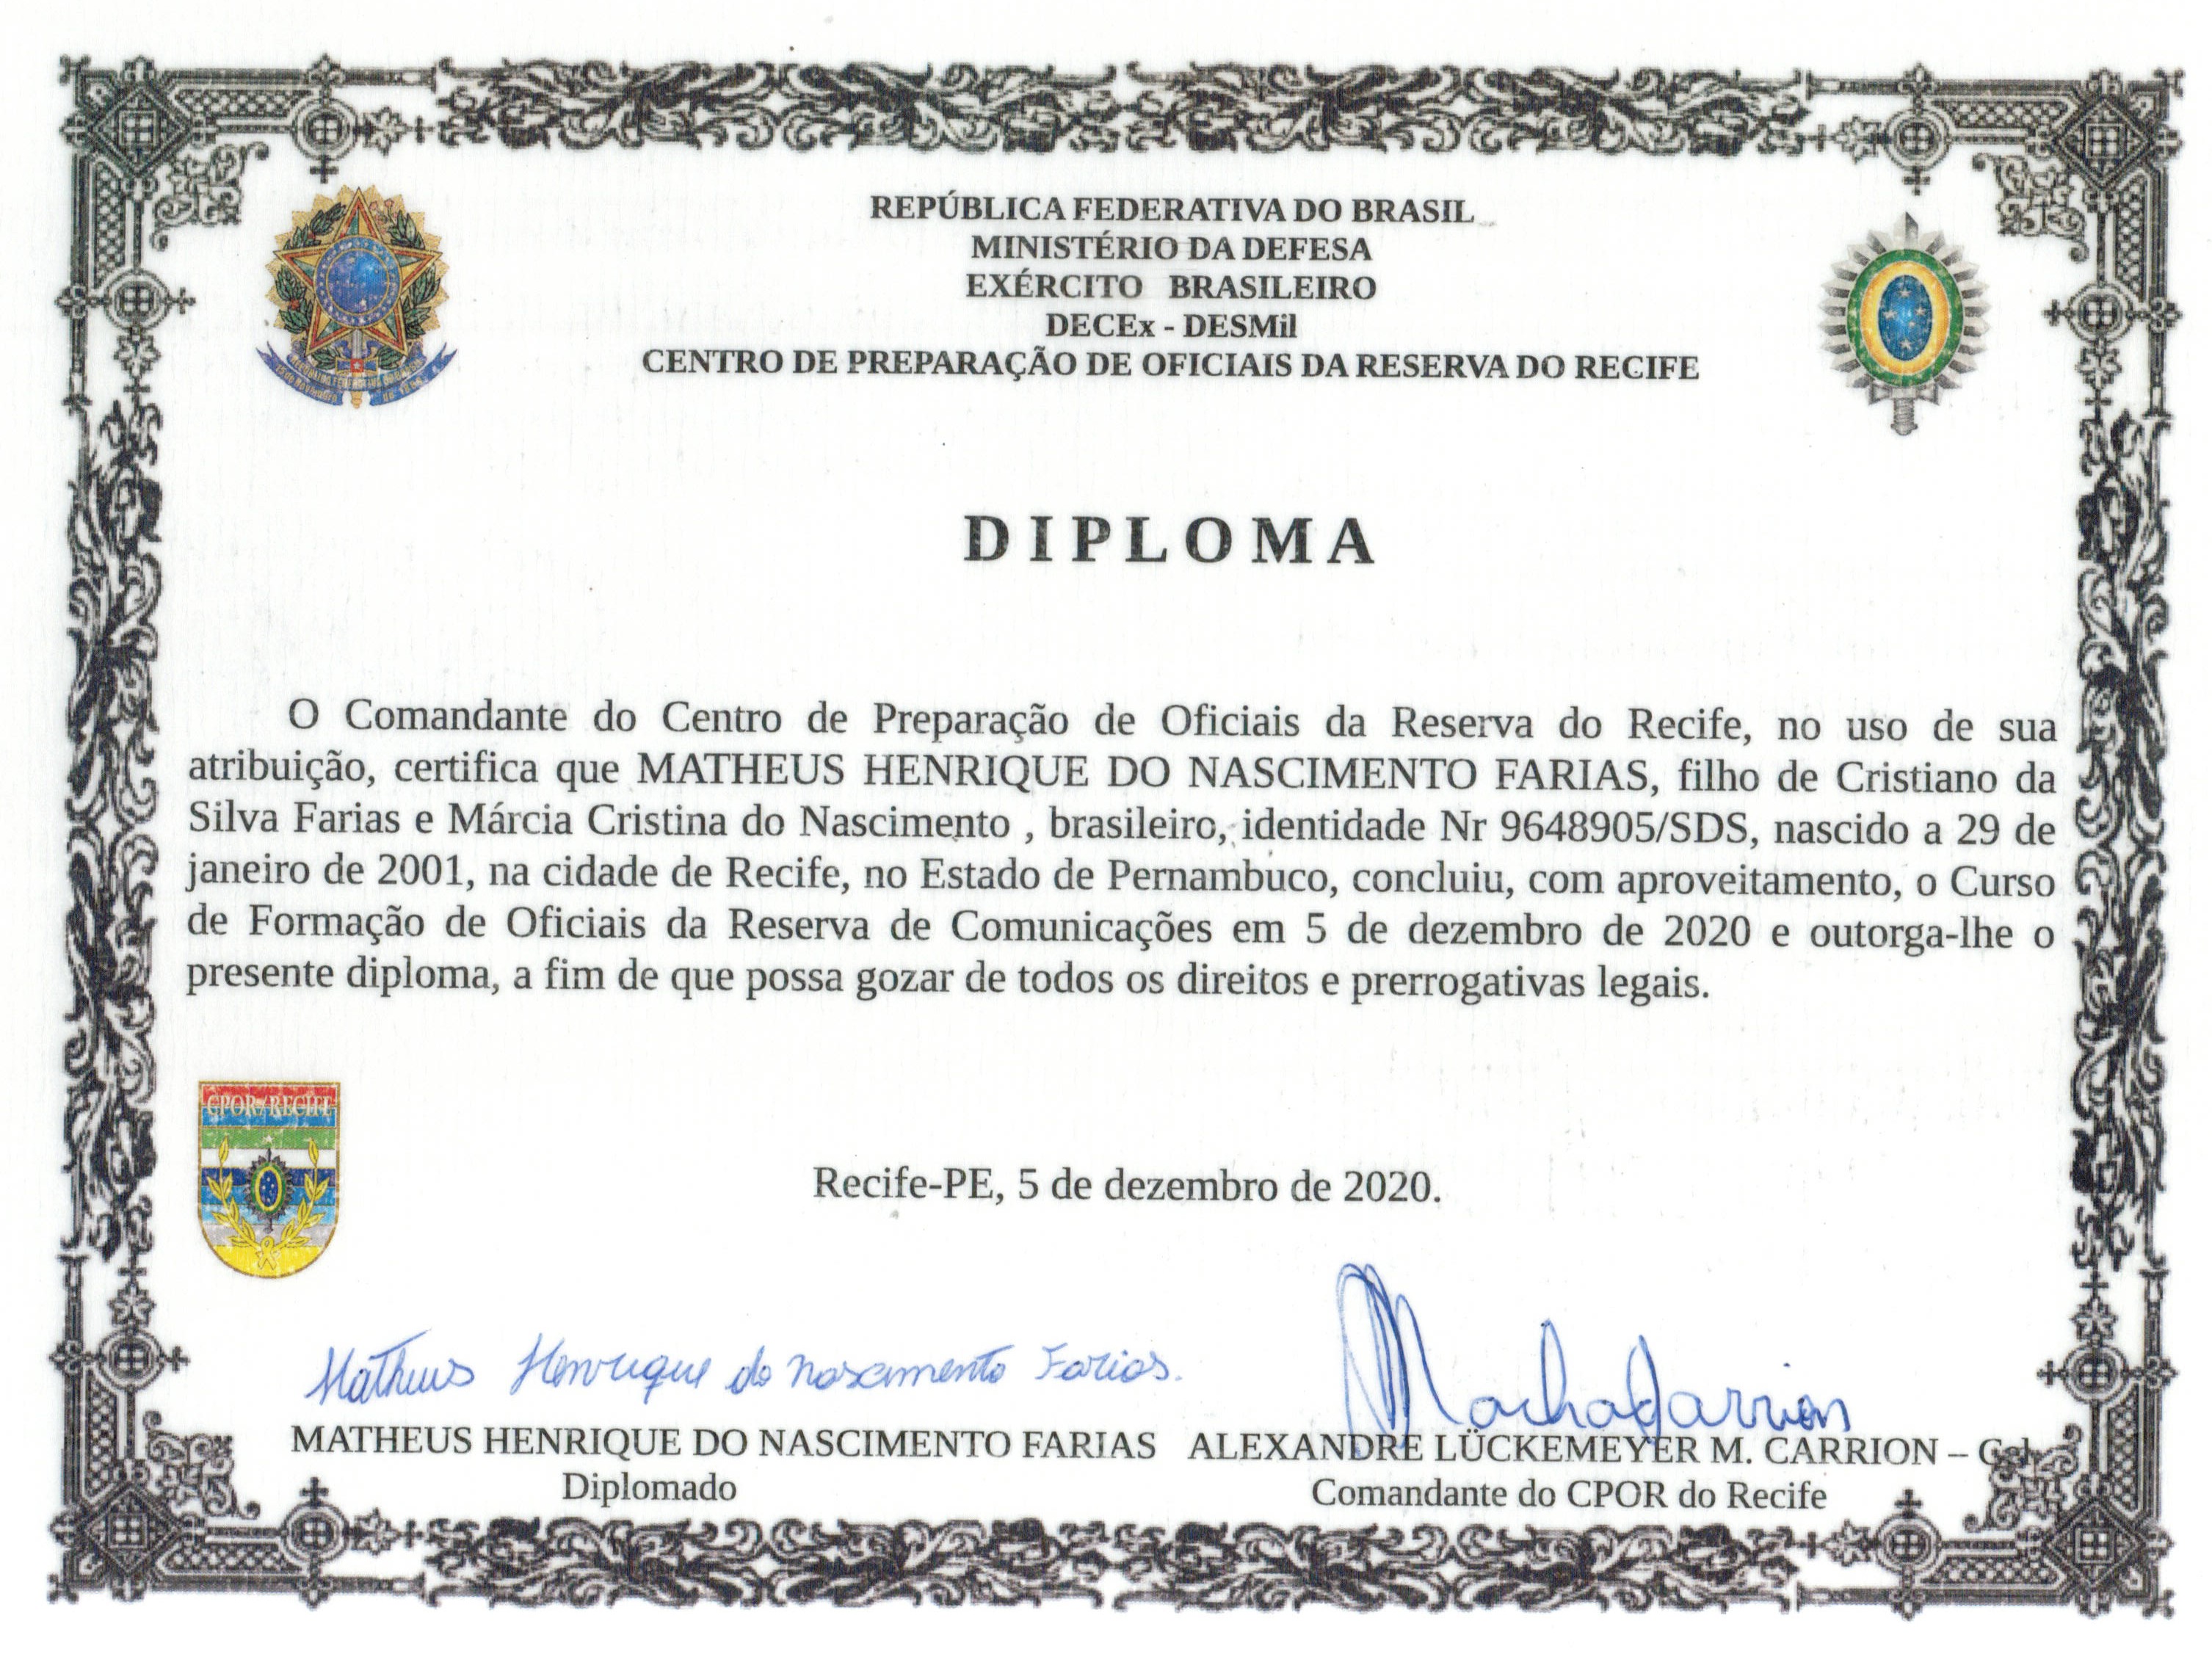 REPÚBLICA FEDERATIVA DO BRASIL
MINISTÉRIO DA DEFESA
EXÉRCITO BRASILEIRO
DECEx - DESMil
CENTRO DE PREPARAÇÃO DE OFICIAIS DA RESERVA DO RECIFE
DIPLOMA
O Comandante do Centro de Preparação de Oficiais da Reserva do Recife, no uso de sua
atribuição, certifica que MATHEUS HENRIQUE DO NASCIMENTO FARIAS, filho de Cristiano da
Silva Farias e Márcia Cristina do Nascimento , brasileiro, identidade Nr 9648905/SDS, nascido a 29 de
janeiro de 2001, na cidade de Recife, no Estado de Pernambuco, concluiu, com aproveitamento, o Curso
de Formação de Oficiais da Reserva de Comunicações em 5 de dezembro de 2020 e outorga-lhe o
presente diploma, a fim de que possa gozar de todos os direitos e prerrogativas legais.
CPOR/RECIFE
Recife-PE, 5 de dezembro de 2020.
Matheus Henrique do Nascimento Farias.
MATHEUS HENRIQUE DO NASCIMENTO FARIAS ALEXANDRE LÜCKEMEYER M. CARRION –
Diplomado Comandante do CPOR do Recife